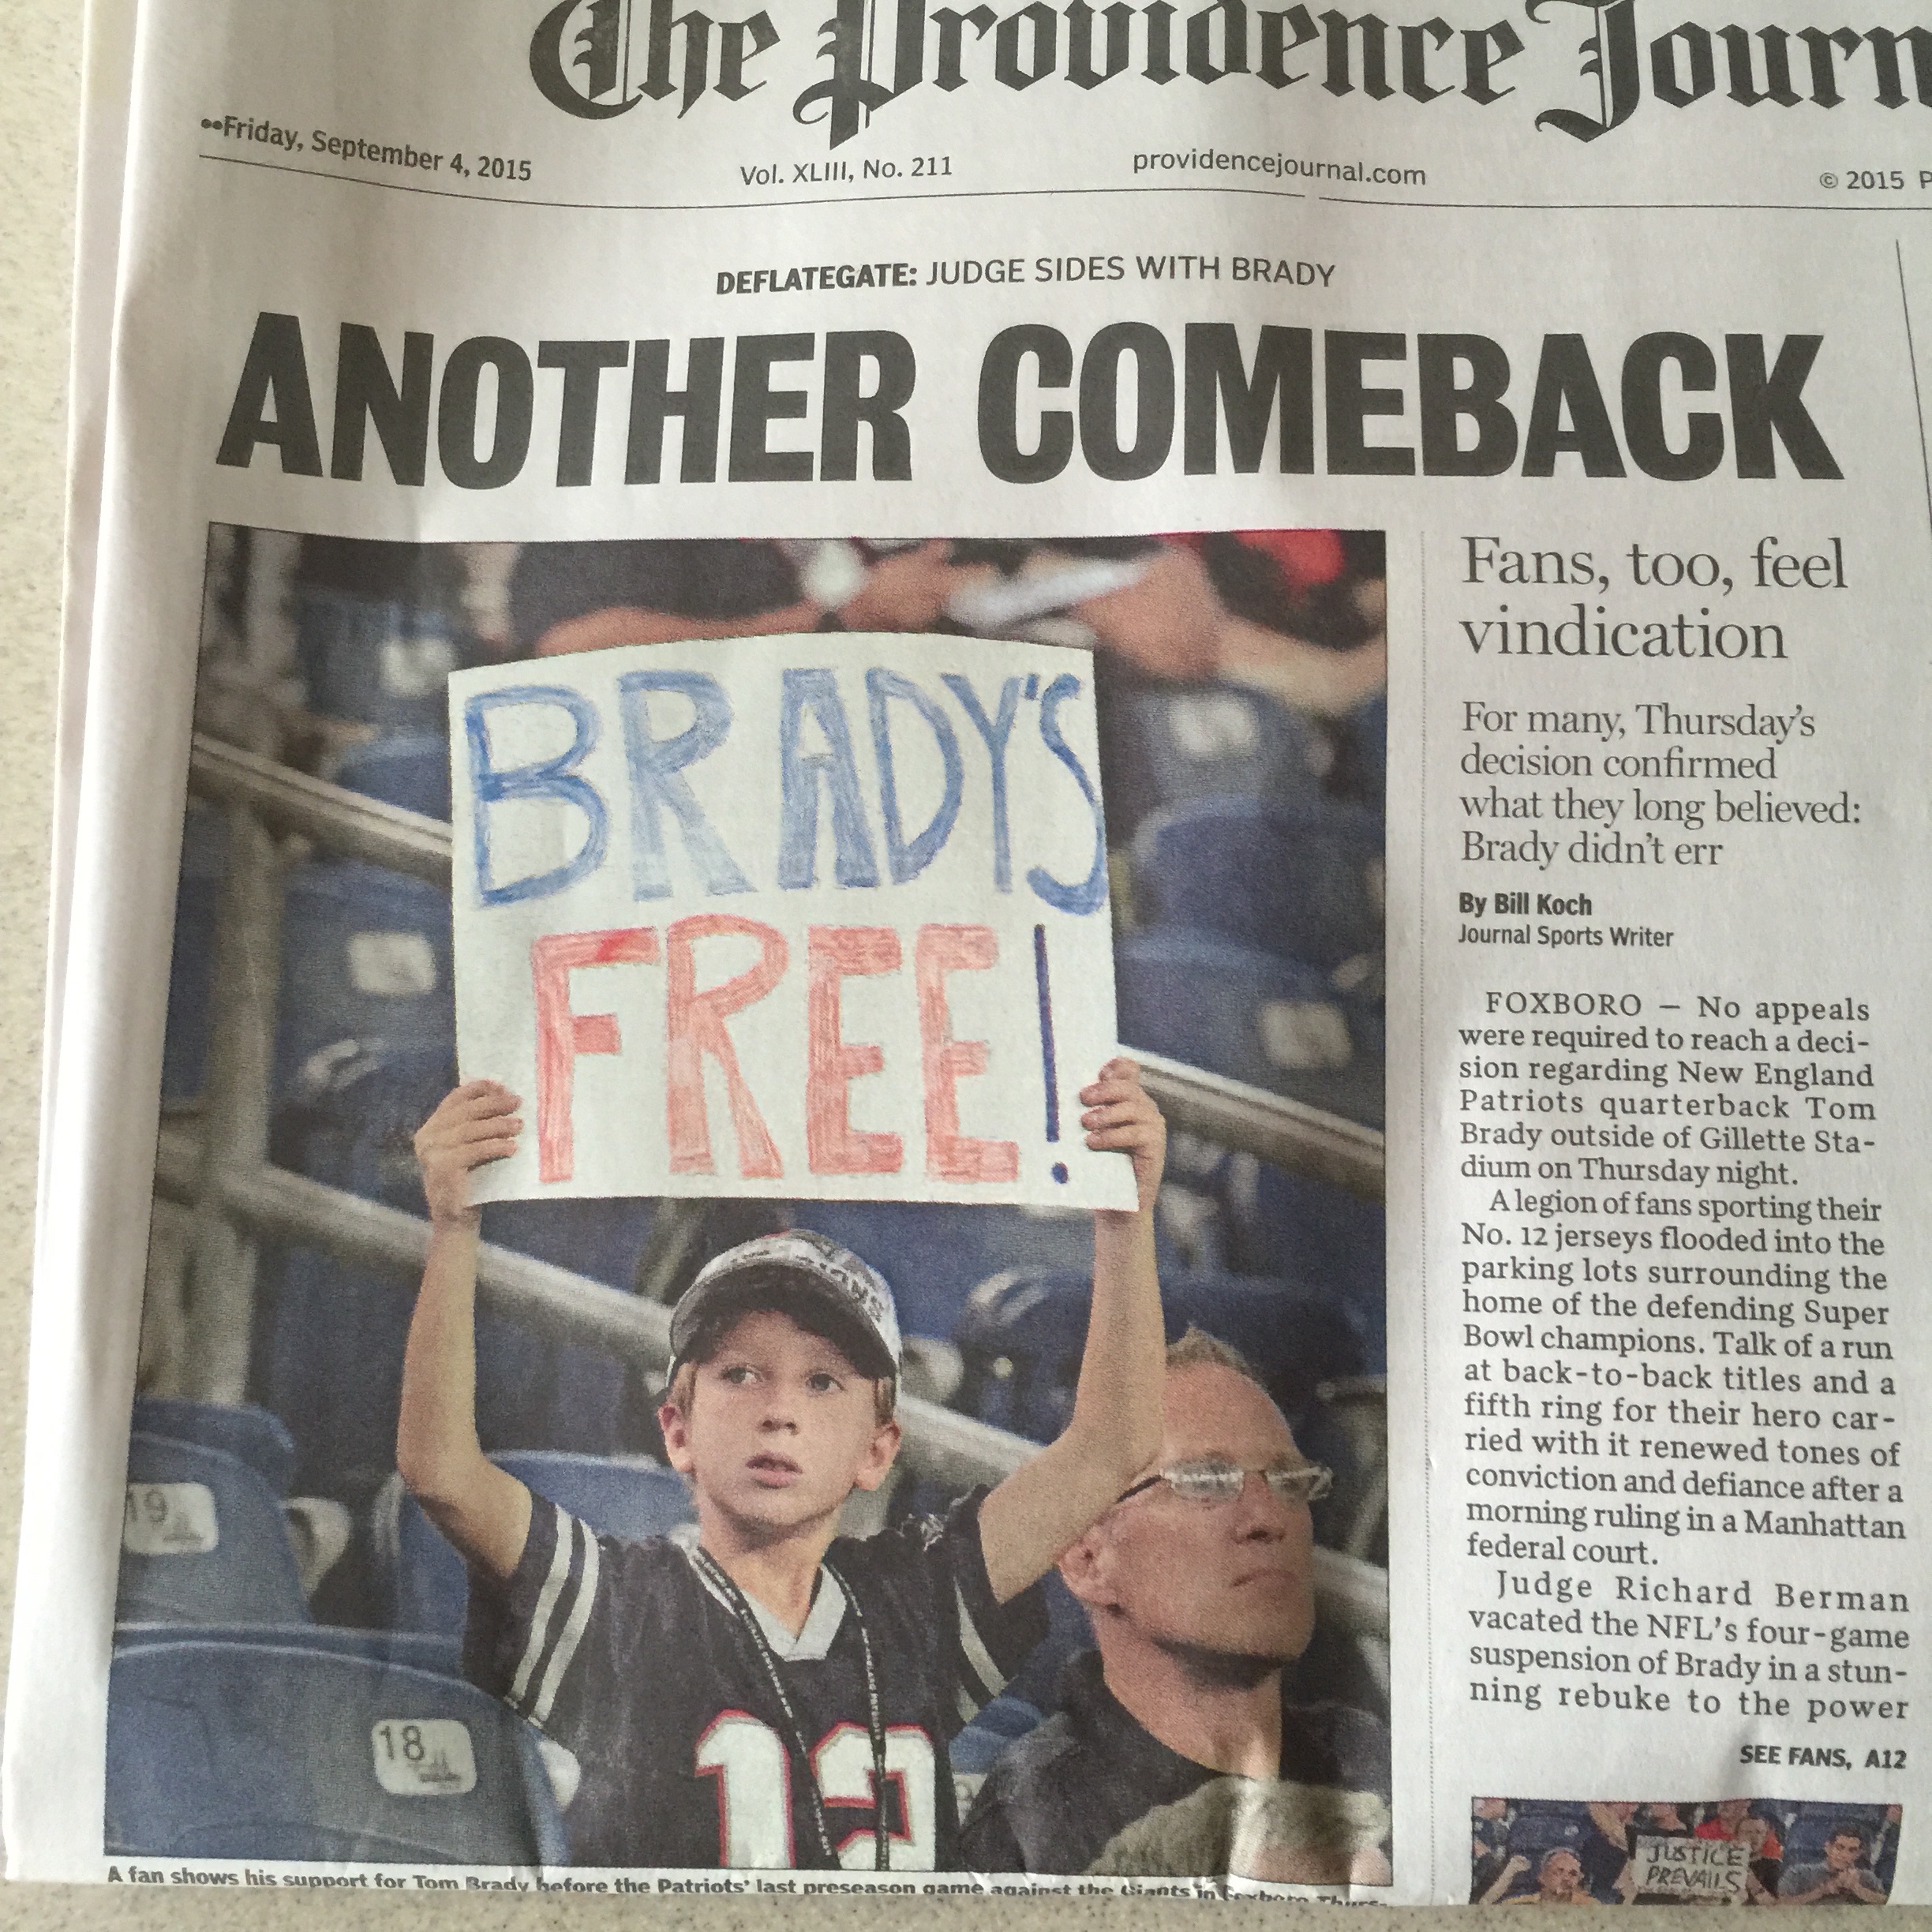 The Providence Journ
••Friday, September 4, 2015
Vol. XLIII, No. 211
providencejournal.com
© 2015 P
DEFLATEGATE: JUDGE SIDES WITH BRADY
ANOTHER COMEBACK
BRADY'S
FREE!
19
18
12
A fan shows his support for Tom Brady before the Patriots' last preseason game against the Giants in Foxboro Thurs-
Fans, too, feel
vindication
For many, Thursday's
decision confirmed
what they long believed:
Brady didn't err
By Bill Koch
Journal Sports Writer
FOXBORO — No appeals
were required to reach a deci-
sion regarding New England
Patriots quarterback Tom
Brady outside of Gillette Sta-
dium on Thursday night.
A legion of fans sporting their
No. 12 jerseys flooded into the
parking lots surrounding the
home of the defending Super
Bowl champions. Talk of a run
at back-to-back titles and a
fifth ring for their hero car-
ried with it renewed tones of
conviction and defiance after a
morning ruling in a Manhattan
federal court.
Judge Richard Berman
vacated the NFL's four-game
suspension of Brady in a stun-
ning rebuke to the power
SEE FANS, A12
JUSTICE
PREVAILS